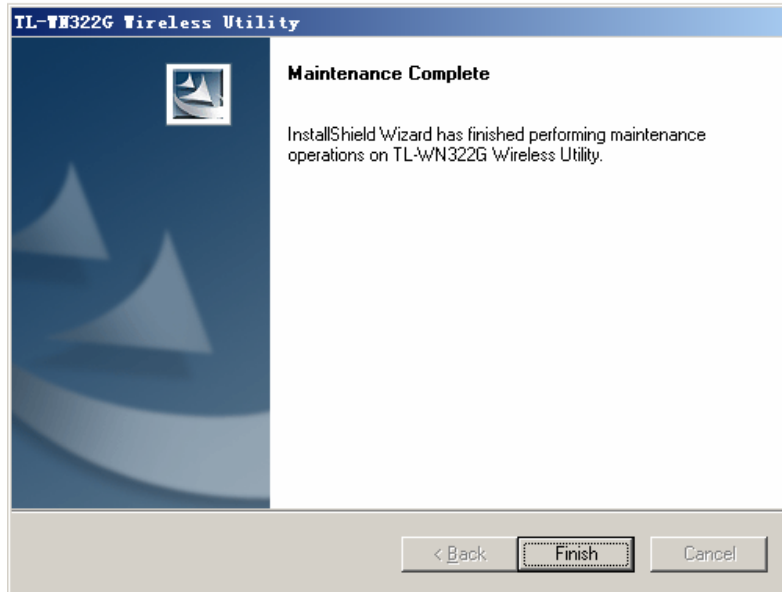 TL-WN322G Wireless Utility
Maintenance Complete
InstallShield Wizard has finished performing maintenance
operations on TL-WN322G Wireless Utility.
< Back
Finish
Cancel